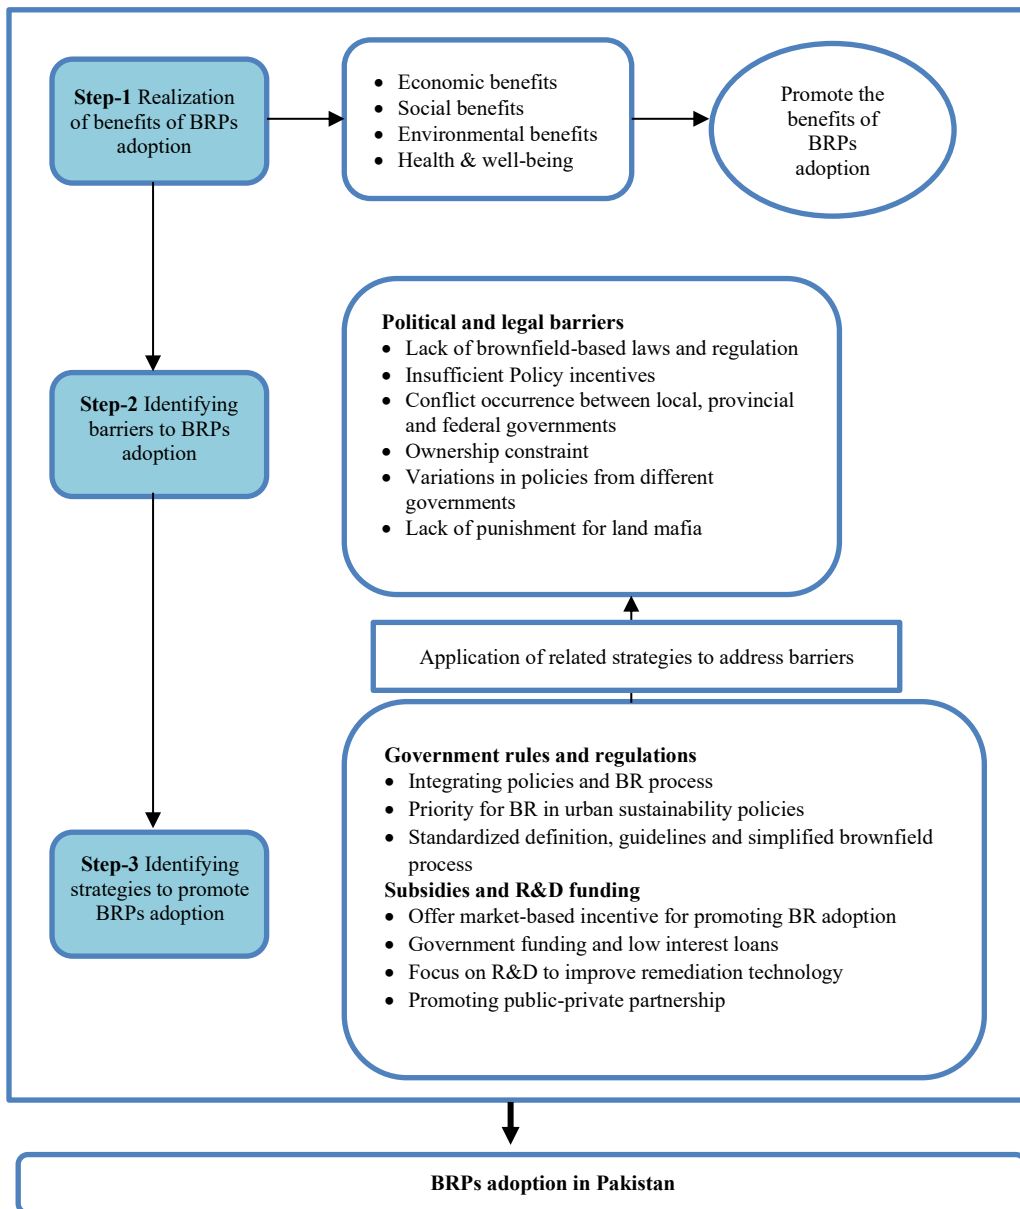 Step-1 Realization
of benefits of BRPs
adoption
• Economic benefits
• Social benefits
• Environmental benefits
• Health & well-being
Promote the
benefits of
BRPs
adoption
Political and legal barriers
• Lack of brownfield-based laws and regulation
• Insufficient Policy incentives
• Conflict occurrence between local, provincial
and federal governments
• Ownership constraint
• Variations in policies from different
governments
• Lack of punishment for land mafia
Step-2 Identifying
barriers to BRPs
adoption
Application of related strategies to address barriers
Government rules and regulations
• Integrating policies and BR process
• Priority for BR in urban sustainability policies
• Standardized definition, guidelines and simplified brownfield
process
Subsidies and R&D funding
• Offer market-based incentive for promoting BR adoption
• Government funding and low interest loans
• Focus on R&D to improve remediation technology
• Promoting public-private partnership
Step-3 Identifying
strategies to promote
BRPs adoption
BRPs adoption in Pakistan